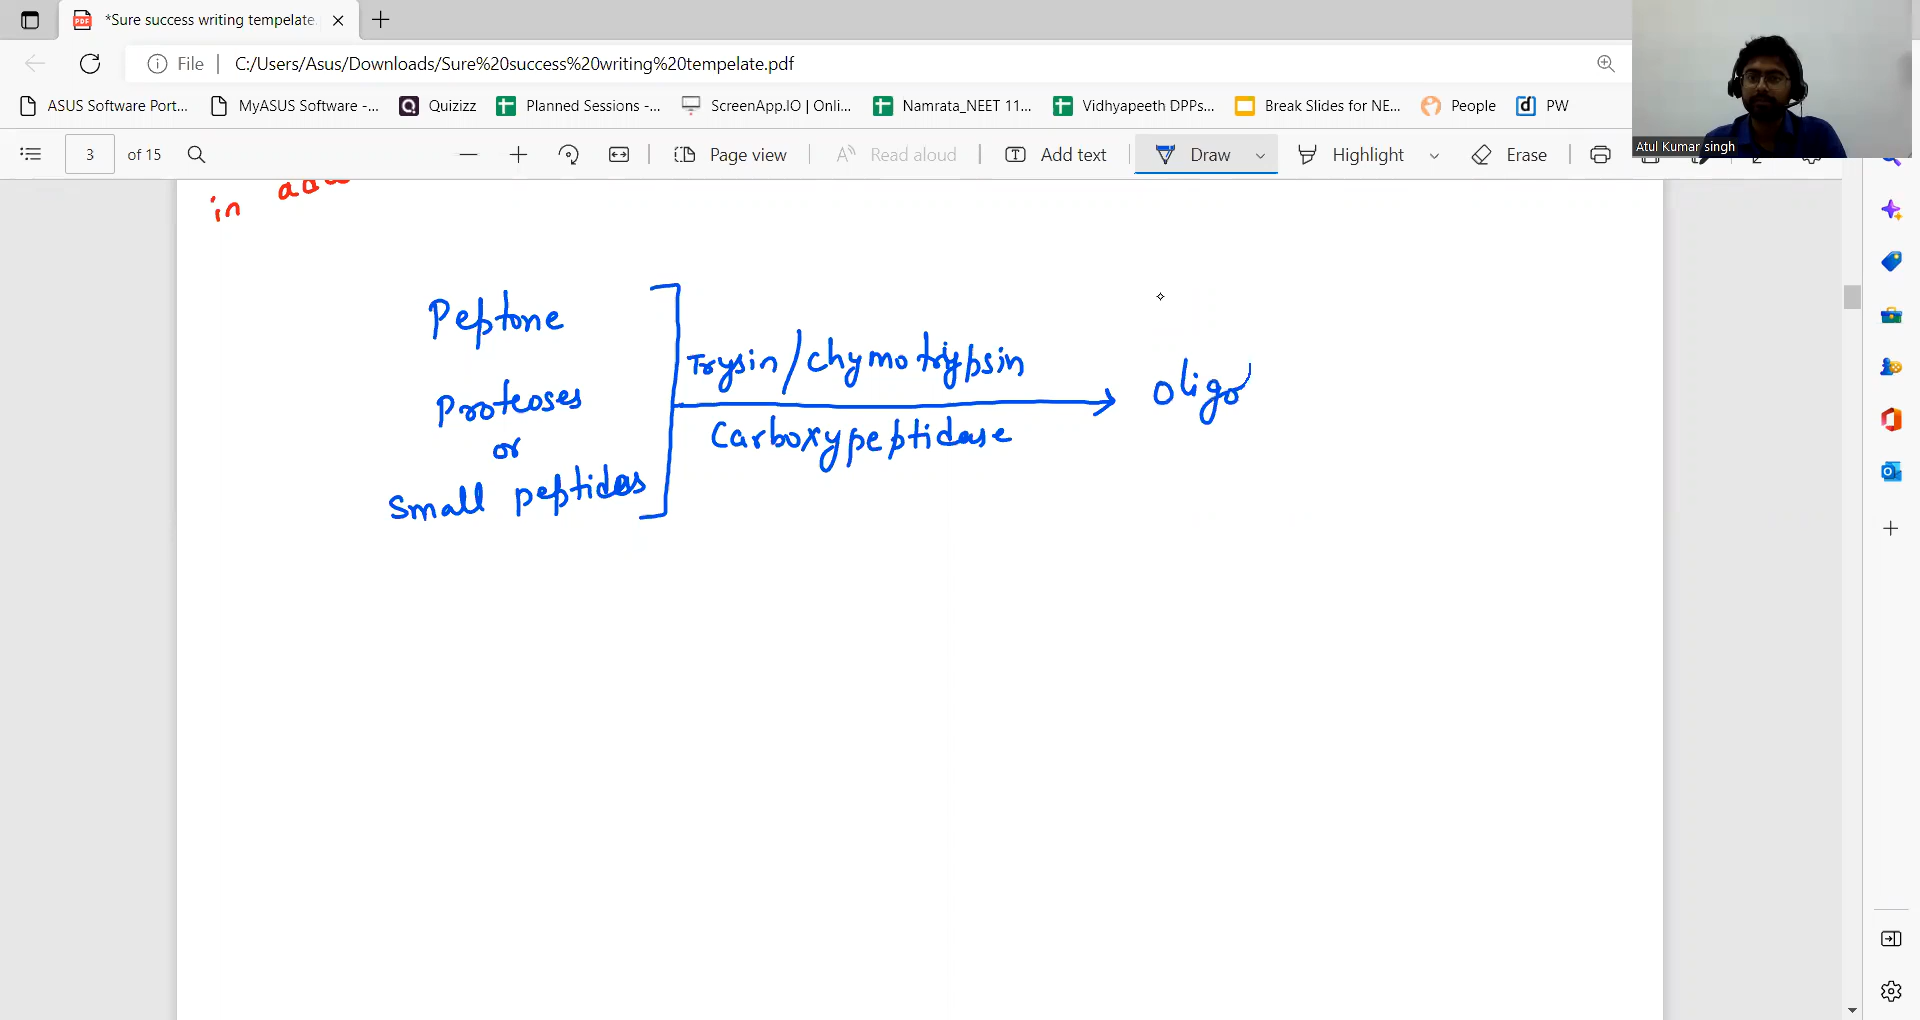 *Sure success writing tempelate
File C:/Users/Asus/Downloads/Sure%20success%20writing%20tempelate.pdf
ASUS Software Port... MyASUS Software -... Quizizz Planned Sessions -... ScreenApp.IO | Onli... Namrata_NEET 11... Vidhyapeeth DPPs... Break Slides for NE... People PW
Atul Kumar singh
3 of 15 Page view Read aloud Add text Draw Highlight Erase
in
Peptone
Trysin/chymotrypsin
Proteoses
oligo
or
Carboxypeptidase
Small peptides